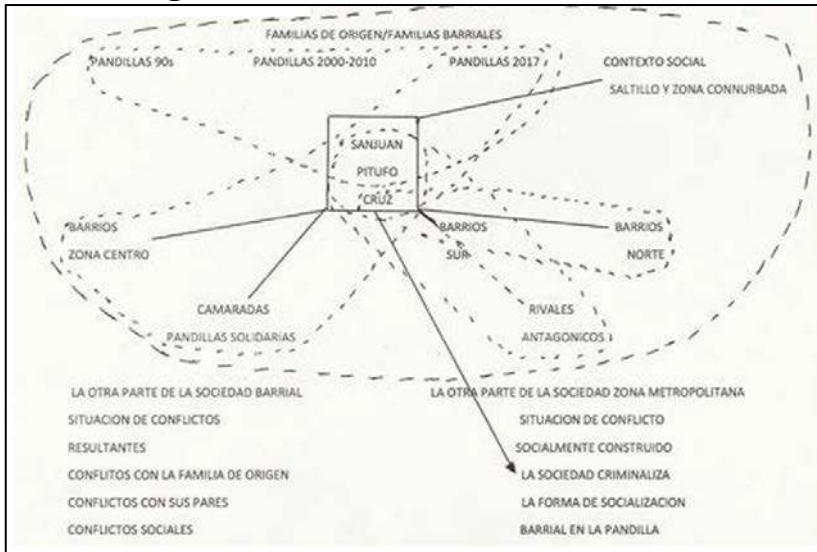 FAMILIAS DE ORIGEN/FAMILIAS BARRIALES
PANDILLAS 90s PANDILLAS 2000-2010 PANDILLAS 2017 CONTEXTO SOCIAL
SALTILLO Y ZONA CONNURBADA
SANJUAN
PITUFO
CRUZ
BARRIOS BARRIOS BARRIOS
ZONA CENTRO SUR NORTE
CAMARADAS RIVALES
PANDILLAS SOLIDARIAS ANTAGONICOS
LA OTRA PARTE DE LA SOCIEDAD BARRIAL LA OTRA PARTE DE LA SOCIEDAD ZONA METROPOLITANA
SITUACION DE CONFLICTOS SITUACION DE CONFLICTO
RESULTANTES SOCIALMENTE CONSTRUIDO
CONFLITOS CON LA FAMILIA DE ORIGEN LA SOCIEDAD CRIMINALIZA
CONFLICTOS CON SUS PARES LA FORMA DE SOCIALIZACION
CONFLICTOS SOCIALES BARRIAL EN LA PANDILLA